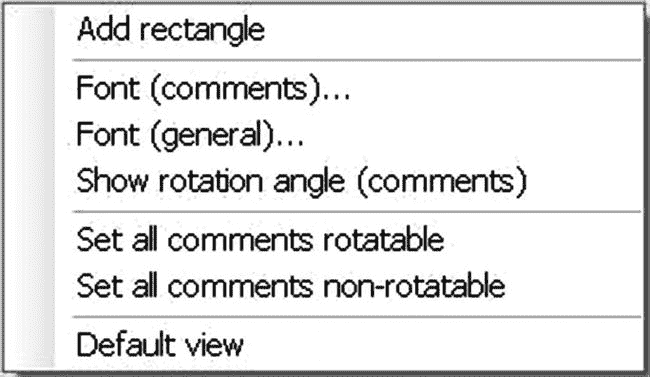 Add rectangle
Font (comments)...
Font (general)...
Show rotation angle (comments)
Set all comments rotatable
Set all comments non-rotatable
Default view